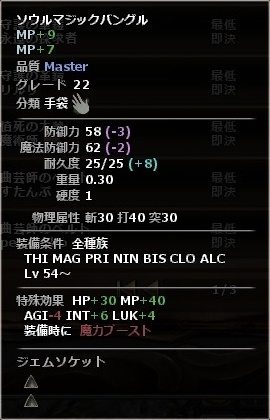 ソウルマジックバングル
MP+9
MP+7
品質 Master
グレード 22
分類 手袋
防御力 58 (-3)
魔法防御力 62 (-2)
耐久度 25/25 (+8)
重量 0.30
硬度 1
物理属性 斬30 打40 突30
装備条件 全種族
THI MAG PRI NIN BIS CLO ALC
Lv 54～
1/3
特殊効果 HP+30 MP+40
AGI-4 INT+6 LUK+4
装備時に 魔力ブースト
ジェムソケット